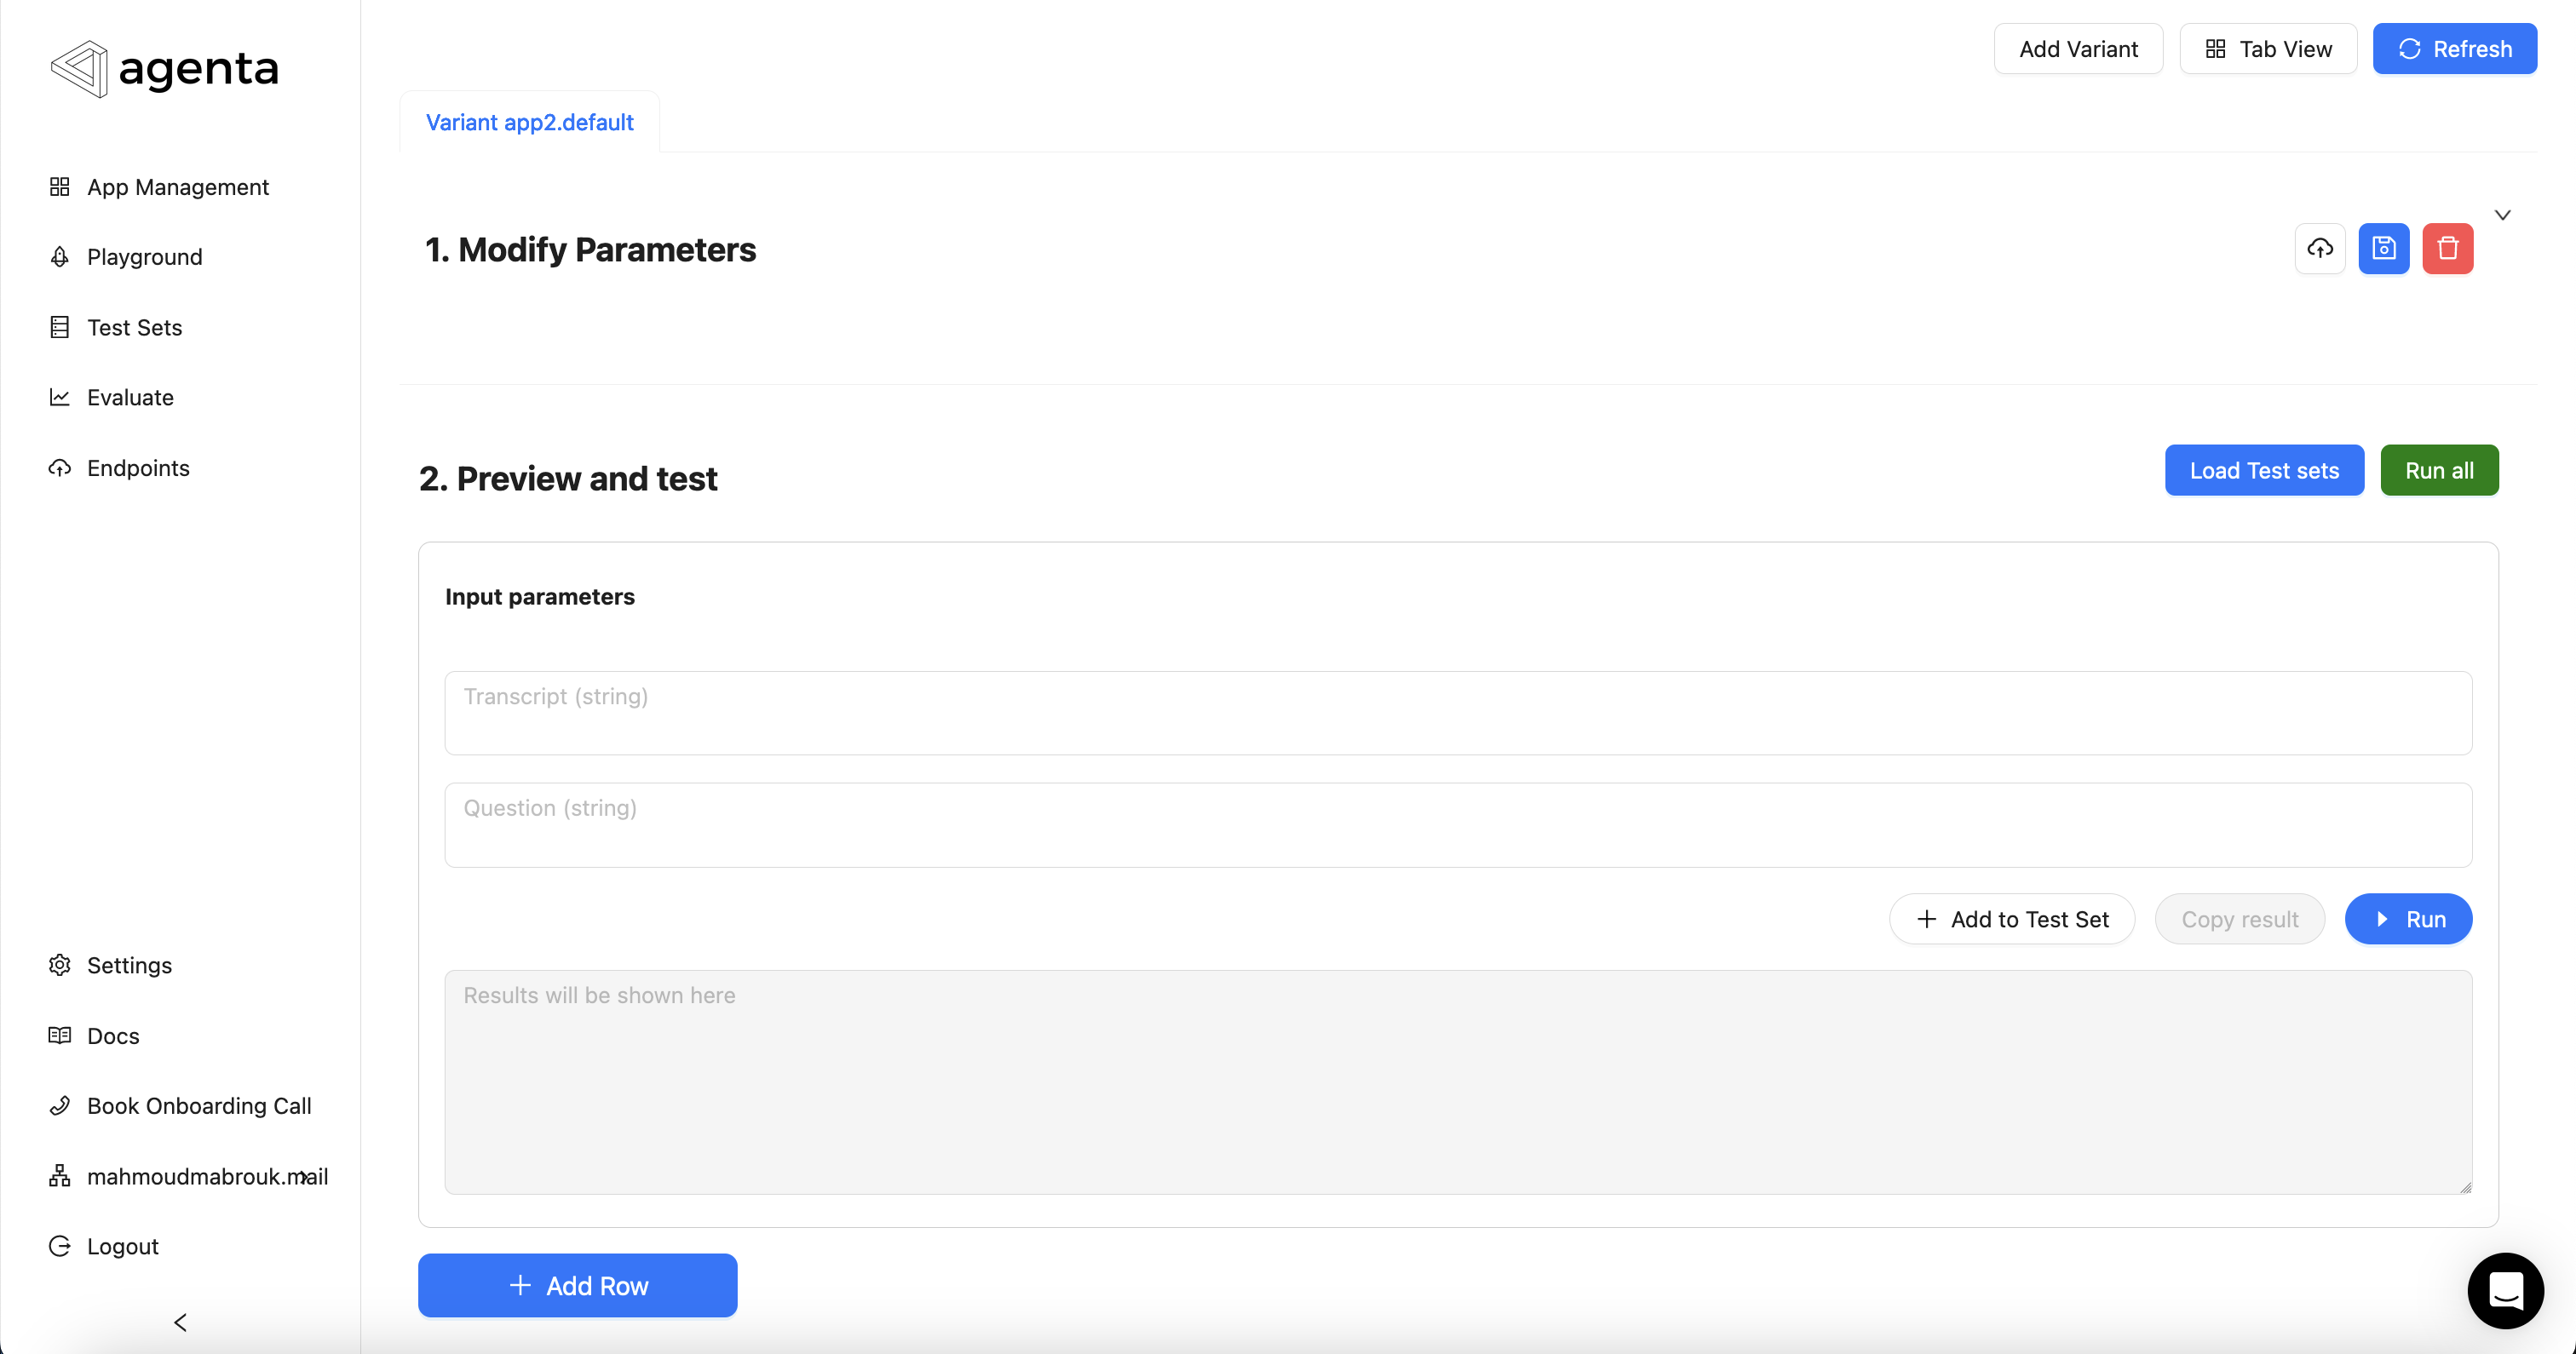 agenta
App Management
Playground
Test Sets
Evaluate
Endpoints
Settings
Docs
Book Onboarding Call
mahmoudmabrouk.mail
Logout
Add Variant
Tab View
Refresh
Variant app2.default
1. Modify Parameters
2. Preview and test
Load Test sets
Run all
Input parameters
Transcript (string)
Question (string)
Add to Test Set
Copy result
Run
Results will be shown here
Add Row